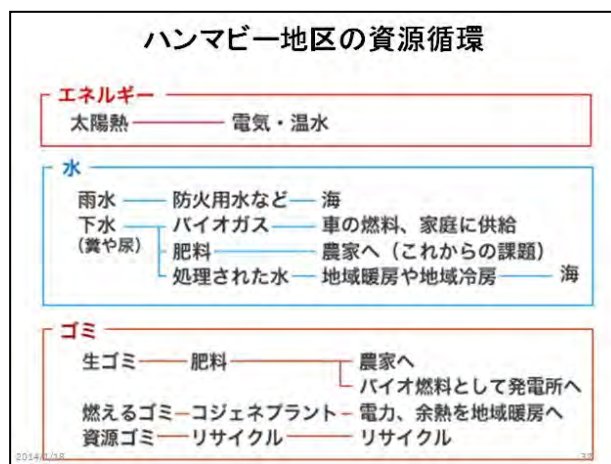 ハンマビー地区の資源循環
エネルギー
太陽熱 電気・温水
水
雨水 防火用水など 海
下水 バイオガス 車の燃料、家庭に供給
(糞や尿) 肥料 農家へ(これからの課題)
処理された水 地域暖房や地域冷房 海
ゴミ
生ゴミ 肥料 農家へ
バイオ燃料として発電所へ
燃えるゴミ コジェネプラント 電力、余熱を地域暖房へ
資源ゴミ リサイクル リサイクル
2014/1/18